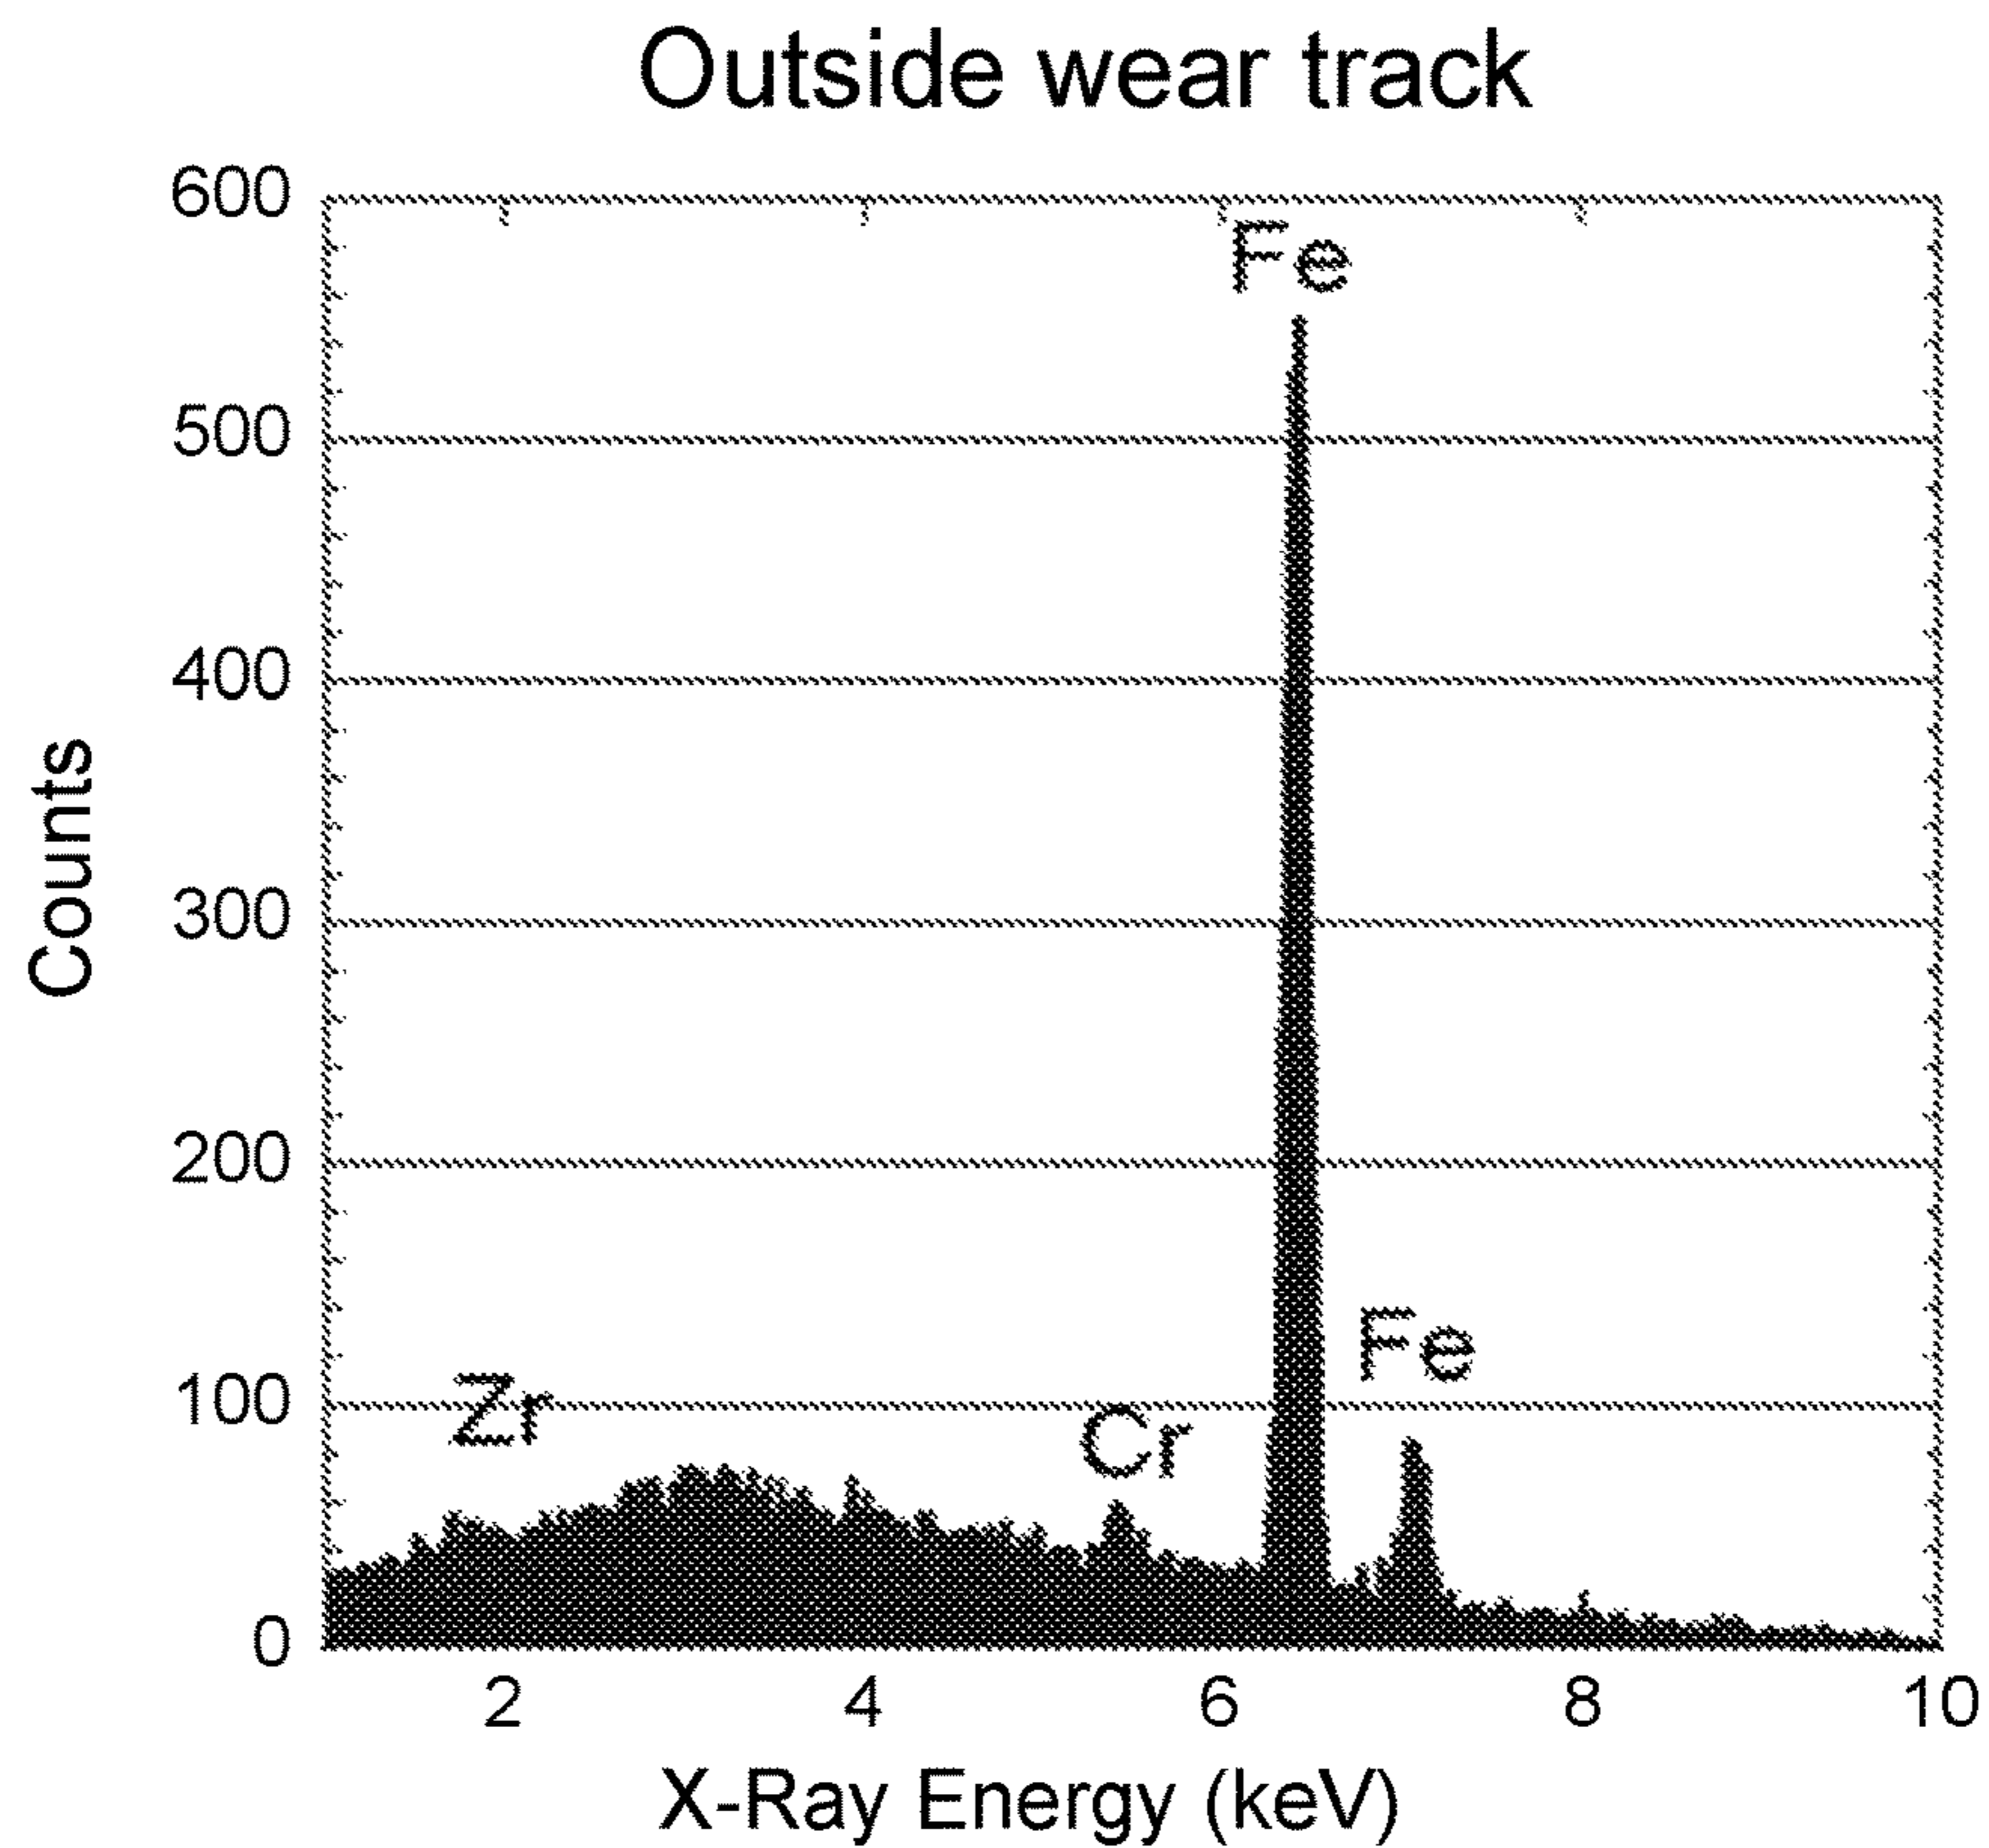 Outside wear track
600
Fe
500
400
Counts
300
200
Fe
100
Zr
Cr
0
2 4 6 8 10
X-Ray Energy (keV)